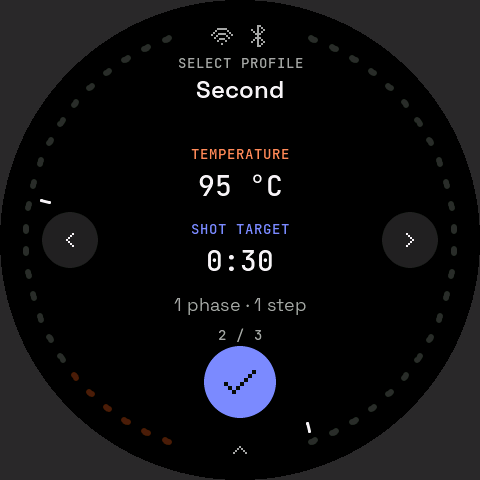 SELECT PROFILE
Second
TEMPERATURE
95 °C
SHOT TARGET
0:30
1 phase · 1 step
2 / 3